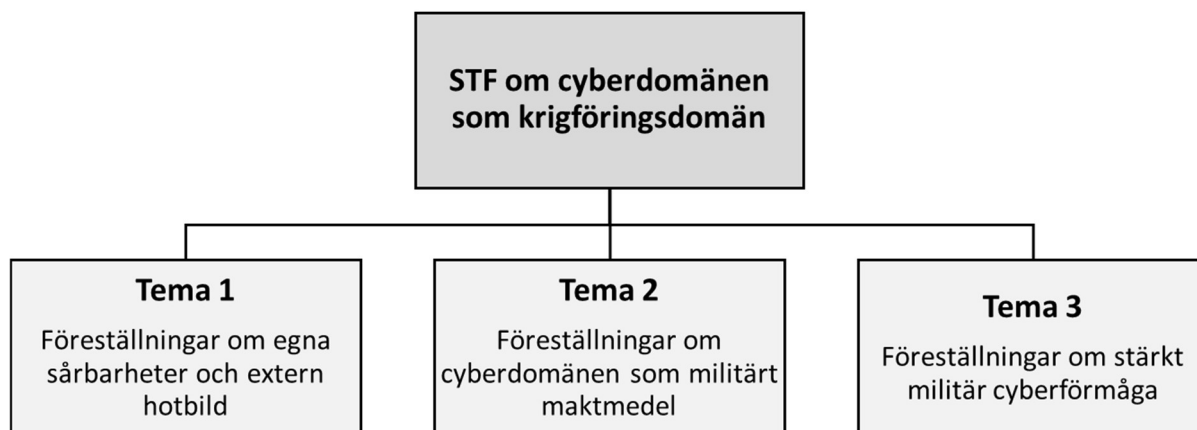 STF om cyberdomänen
som krigföringsdomän
Tema 1
Föreställningar om egna
sårbarheter och extern
hotbild
Tema 2
Föreställningar om
cyberdomänen som militärt
maktmedel
Tema 3
Föreställningar om stärkt
militär cyberförmåga